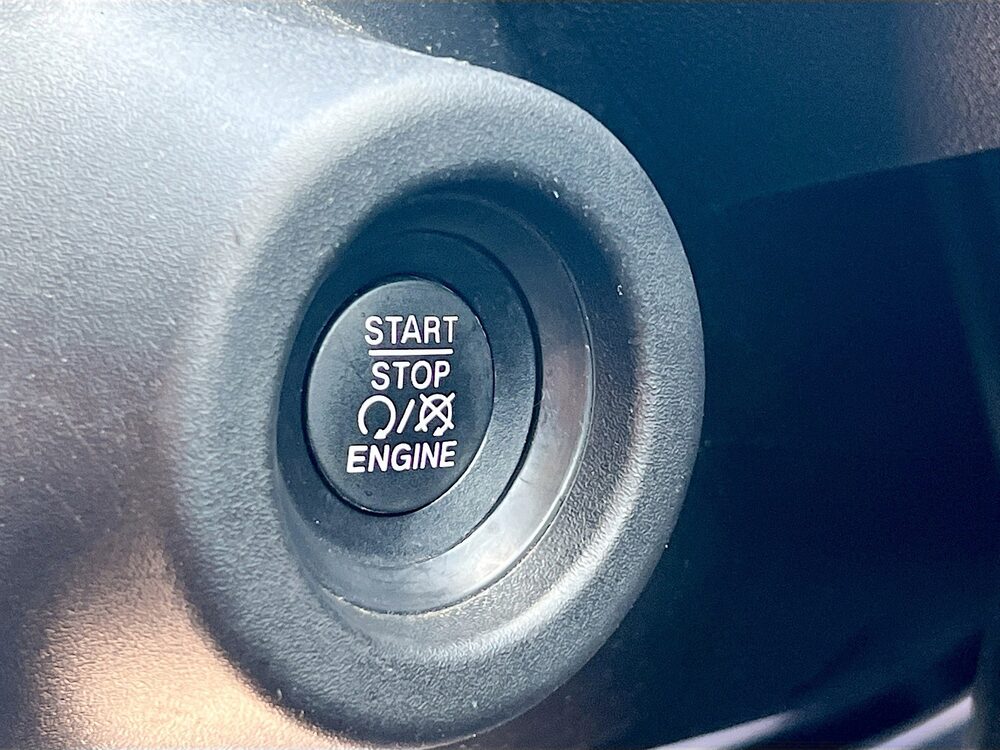 START
STOP
/
ENGINE